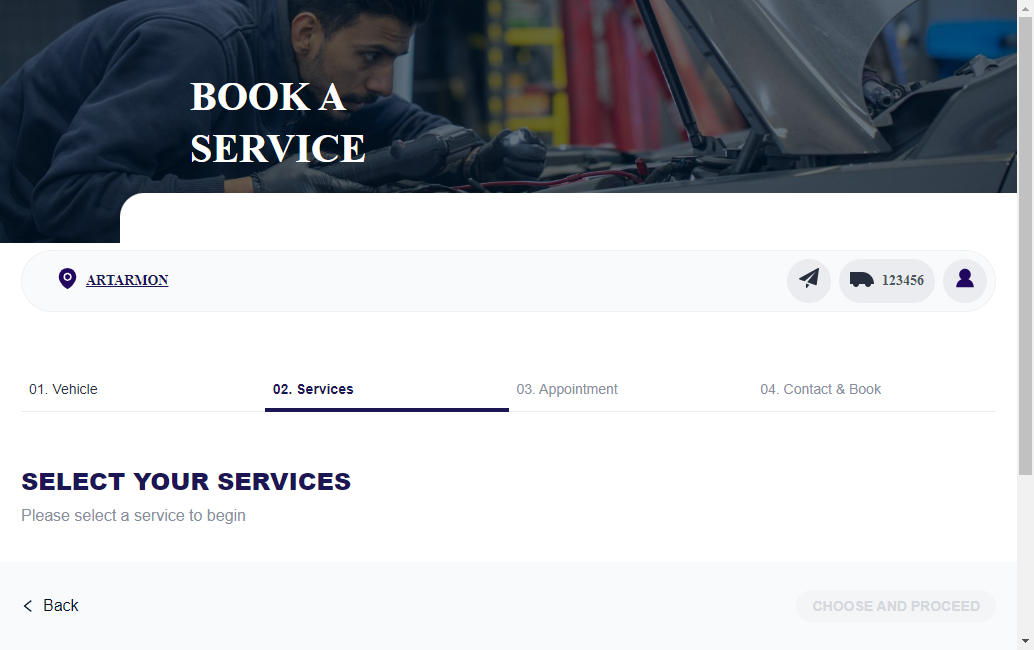 BOOK A
SERVICE
ARTARMON
123456
01. Vehicle
02. Services
03. Appointment
04. Contact & Book
SELECT YOUR SERVICES
Please select a service to begin
Back
CHOOSE AND PROCEED